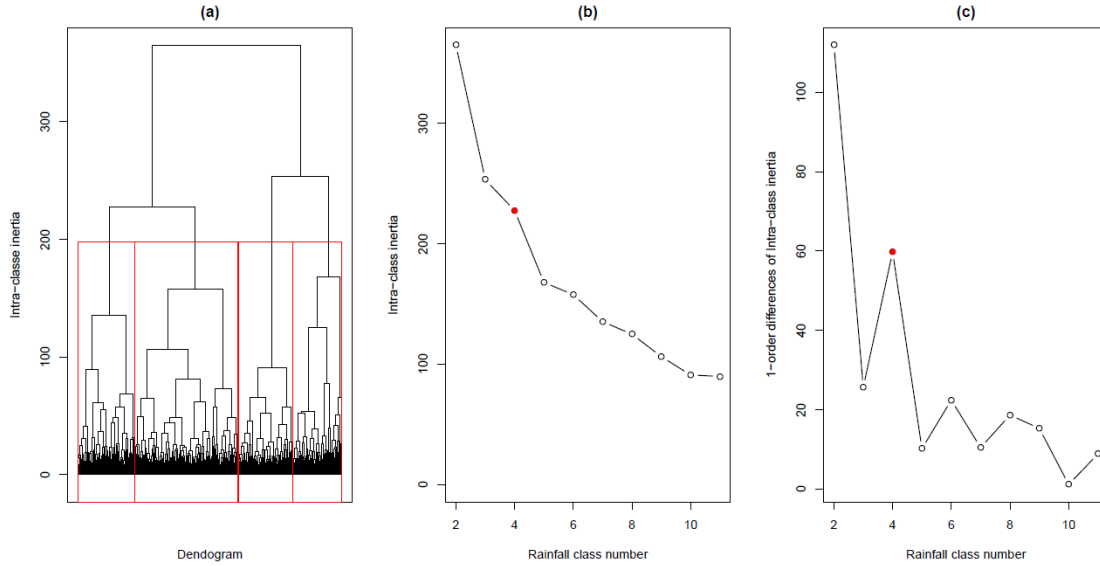 (a)
Intra-classe inertia
0
100
200
300
Dendogram
(b)
Intra-class inertia
0
100
200
300
2
4
6
8
10
Rainfall class number
(c)
1-order differences of Intra-class inertia
0
20
40
60
80
100
2
4
6
8
10
Rainfall class number